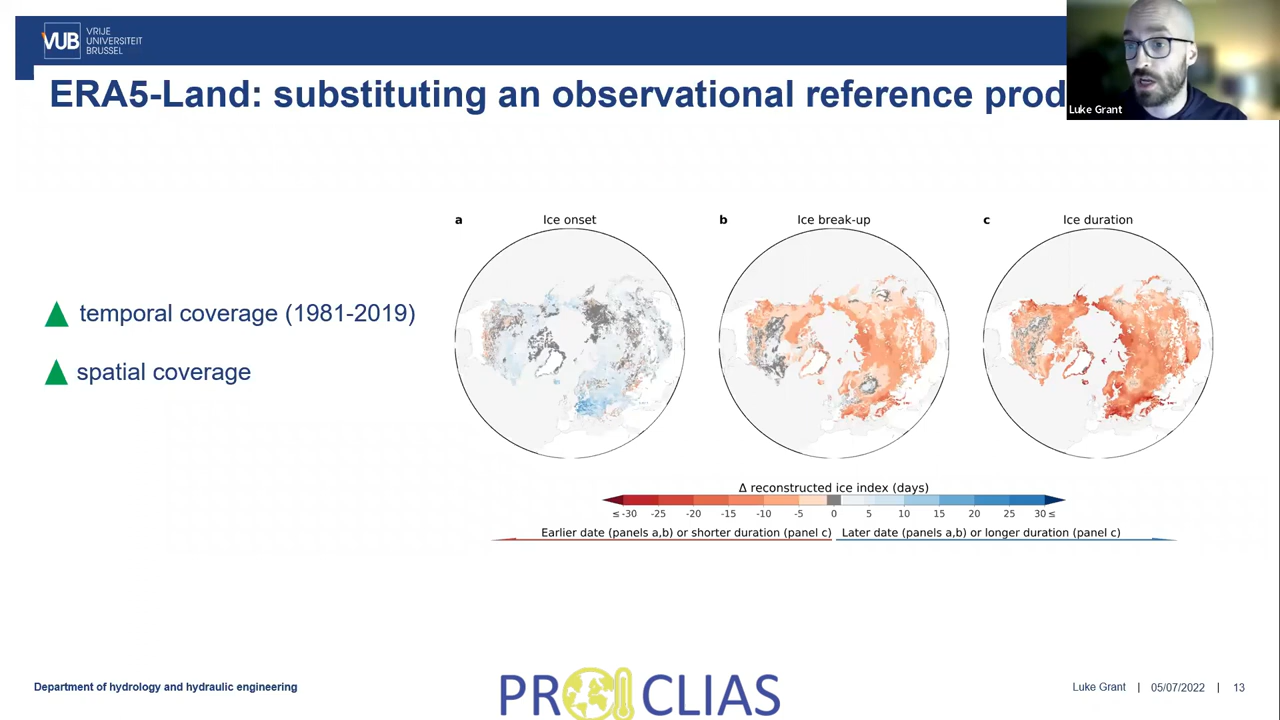 VUB
VRIJE
UNIVERSITEIT
BRUSSEL
ERA5-Land: substituting an observational reference prod
Luke Grant
temporal coverage (1981-2019)
spatial coverage
a Ice onset
b Ice break-up
c Ice duration
Δ reconstructed ice index (days)
≤ -30 -25 -20 -15 -10 -5 0 5 10 15 20 25 30 ≤
Earlier date (panels a,b) or shorter duration (panel c) Later date (panels a,b) or longer duration (panel c)
Department of hydrology and hydraulic engineering
PROCLIAS
Luke Grant | 05/07/2022 | 13